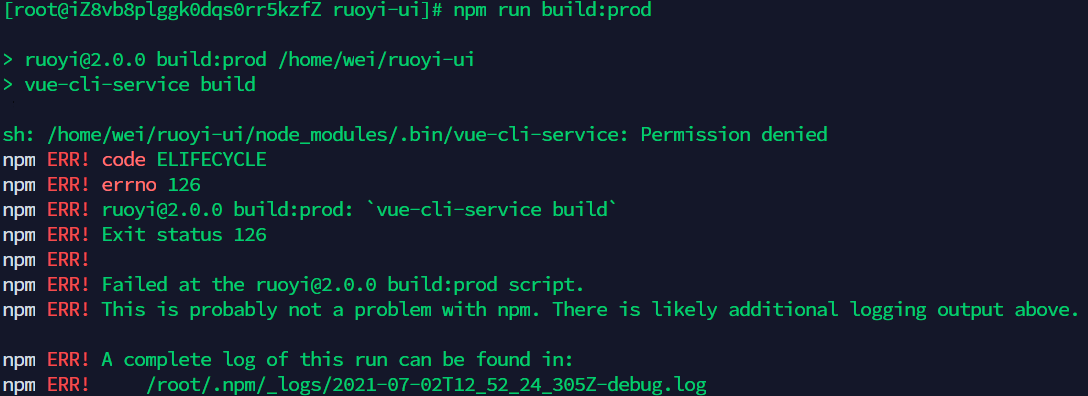 [root@iZ8vb8plggk0dqs0rr5kzfZ ruoyi-ui]# npm run build:prod
> ruoyi@2.0.0 build:prod /home/wei/ruoyi-ui
> vue-cli-service build
sh: /home/wei/ruoyi-ui/node_modules/.bin/vue-cli-service: Permission denied
npm ERR! code ELIFECYCLE
npm ERR! errno 126
npm ERR! ruoyi@2.0.0 build:prod: `vue-cli-service build`
npm ERR! Exit status 126
npm ERR!
npm ERR! Failed at the ruoyi@2.0.0 build:prod script.
npm ERR! This is probably not a problem with npm. There is likely additional logging output above.
npm ERR! A complete log of this run can be found in:
npm ERR!     /root/.npm/_logs/2021-07-02T12_52_24_305Z-debug.log